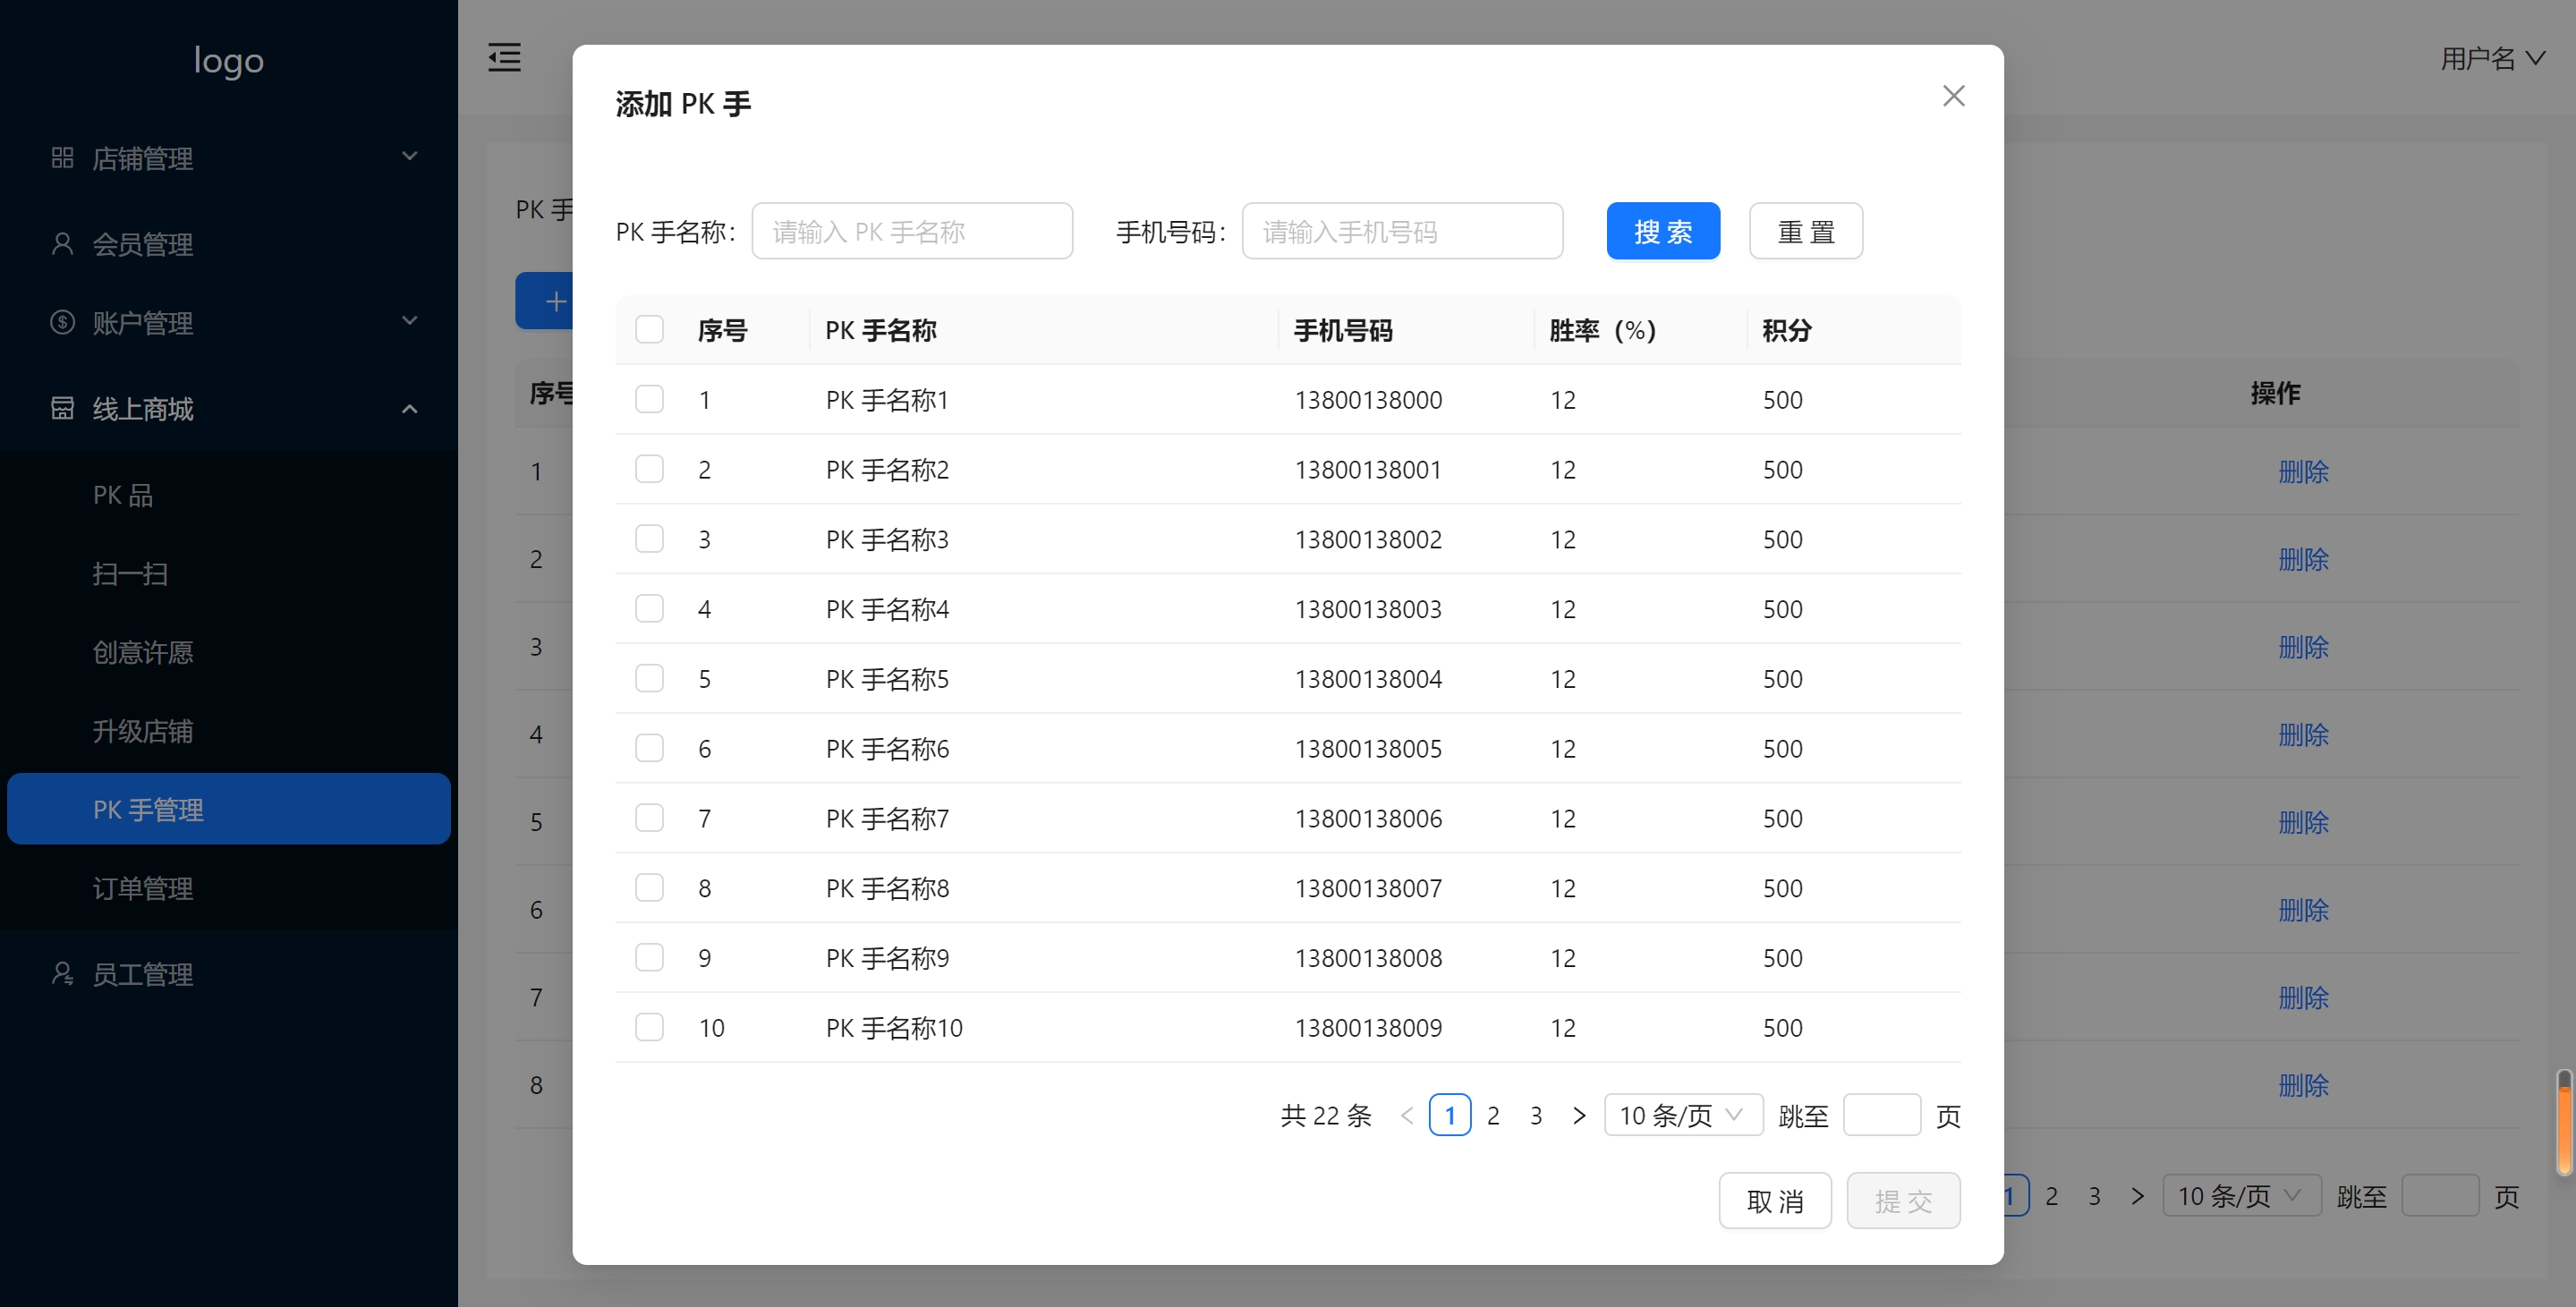 logo
用户名
店铺管理
会员管理
账户管理
线上商城
PK 品
扫一扫
创意许愿
升级店铺
PK 手管理
订单管理
员工管理
PK 手
序号
操作
1
删除
2
删除
3
删除
4
删除
5
删除
6
删除
7
删除
8
删除
1 2 3 10 条/页 跳至 页
添加 PK 手
PK 手名称: 请输入 PK 手名称 手机号码: 请输入手机号码 搜 索 重 置
序号 PK 手名称 手机号码 胜率（%） 积分
1 PK 手名称1 13800138000 12 500
2 PK 手名称2 13800138001 12 500
3 PK 手名称3 13800138002 12 500
4 PK 手名称4 13800138003 12 500
5 PK 手名称5 13800138004 12 500
6 PK 手名称6 13800138005 12 500
7 PK 手名称7 13800138006 12 500
8 PK 手名称8 13800138007 12 500
9 PK 手名称9 13800138008 12 500
10 PK 手名称10 13800138009 12 500
共 22 条 1 2 3 10 条/页 跳至 页
取 消 提 交